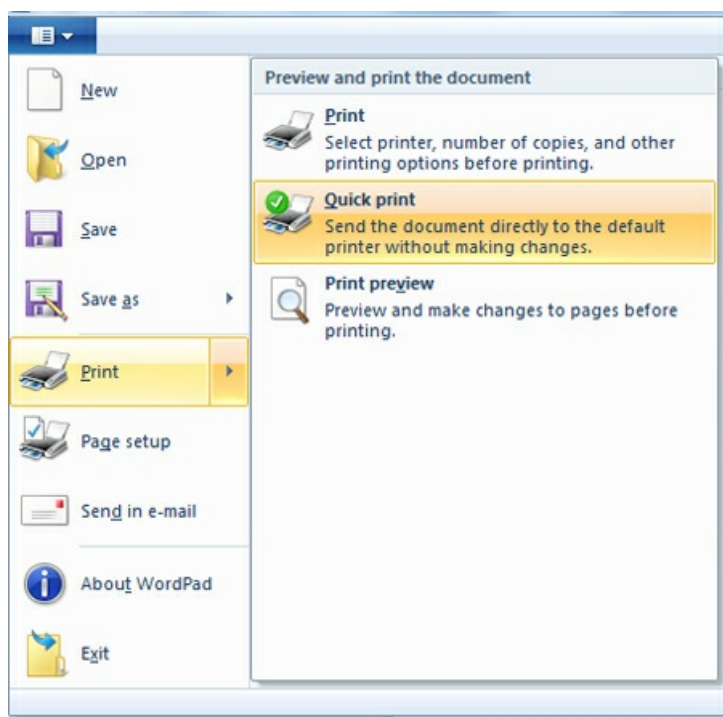 New
Open
Save
Save as
Print
Page setup
Send in e-mail
About WordPad
Exit
Preview and print the document
Print
Select printer, number of copies, and other
printing options before printing.
Quick print
Send the document directly to the default
printer without making changes.
Print preview
Preview and make changes to pages before
printing.